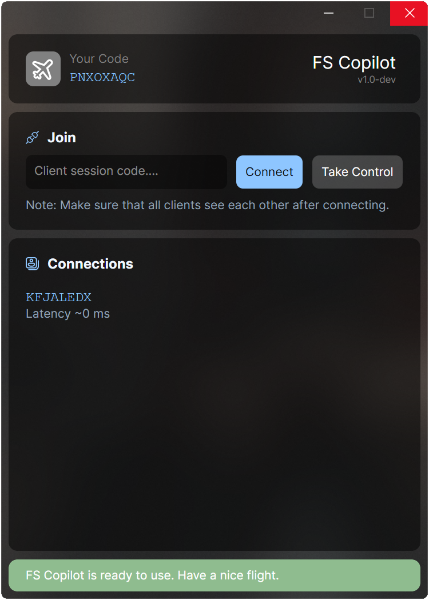 Your Code
PNXOXAQC
FS Copilot
v1.0-dev
Join
Client session code....
Connect
Take Control
Note: Make sure that all clients see each other after connecting.
Connections
KFJALEDX
Latency ~0 ms
FS Copilot is ready to use. Have a nice flight.